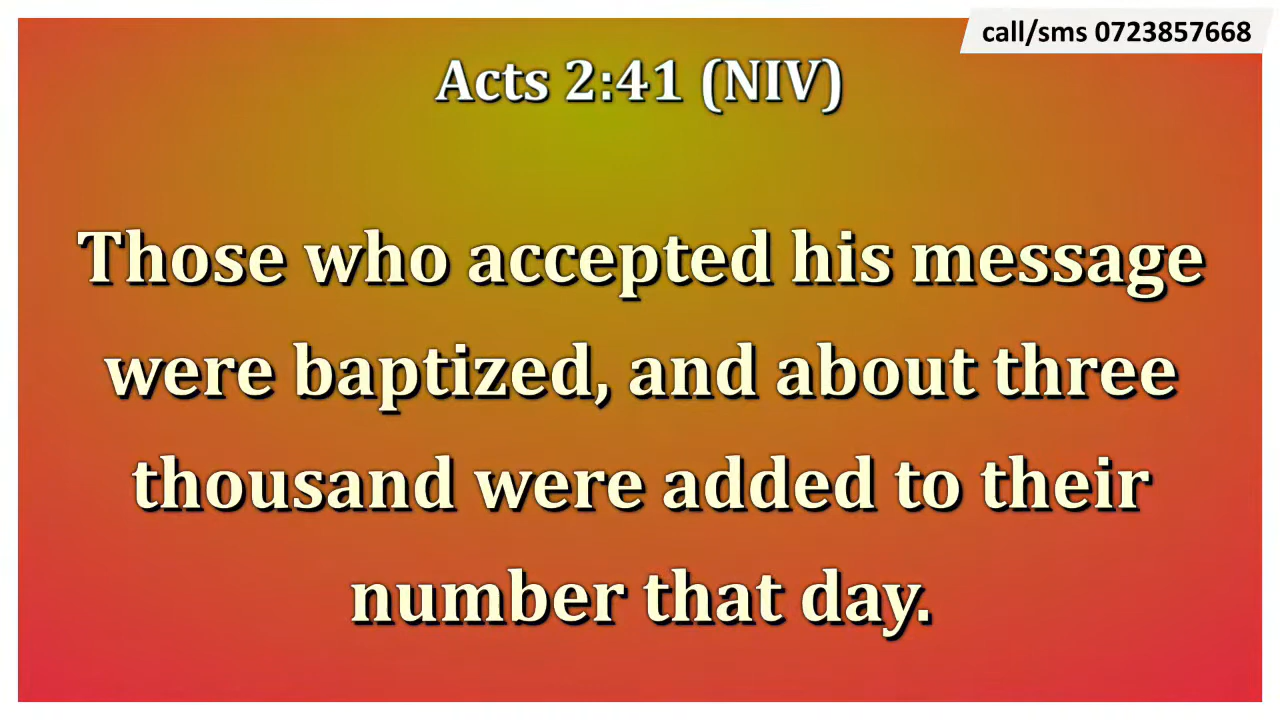 call/sms 0723857668
Acts 2:41 (NIV)
Those who accepted his message
were baptized, and about three
thousand were added to their
number that day.